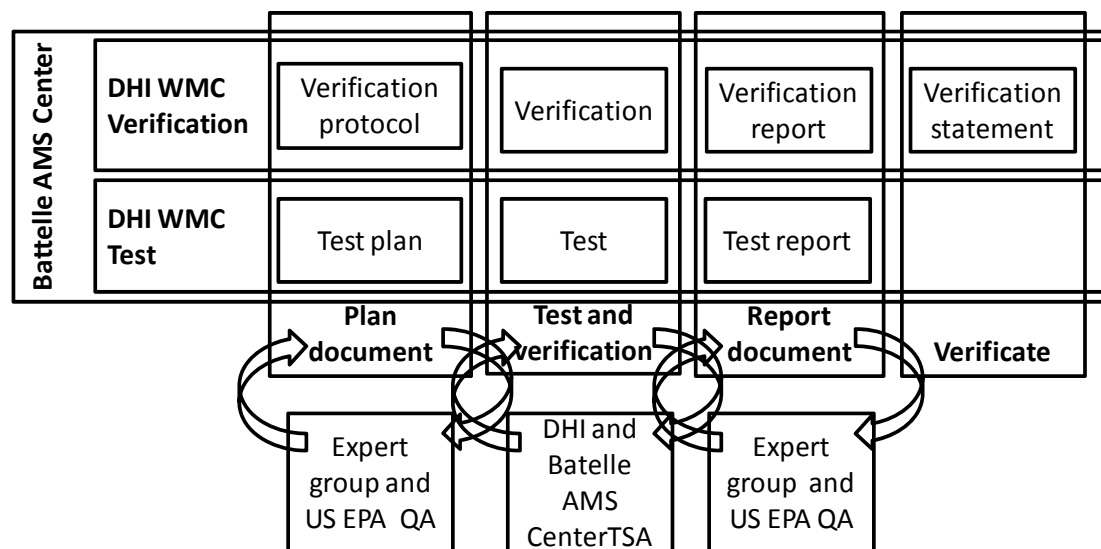 Battelle AMS Center
DHI WMC
Verification
Verification
protocol
Verification
Verification
report
Verification
statement
DHI WMC
Test
Test plan
Test
Test report
Plan
document
Test and
verification
Report
document
Verificate
Expert
group and
US EPA QA
DHI and
Batelle
AMS
CenterTSA
Expert
group and
US EPA QA